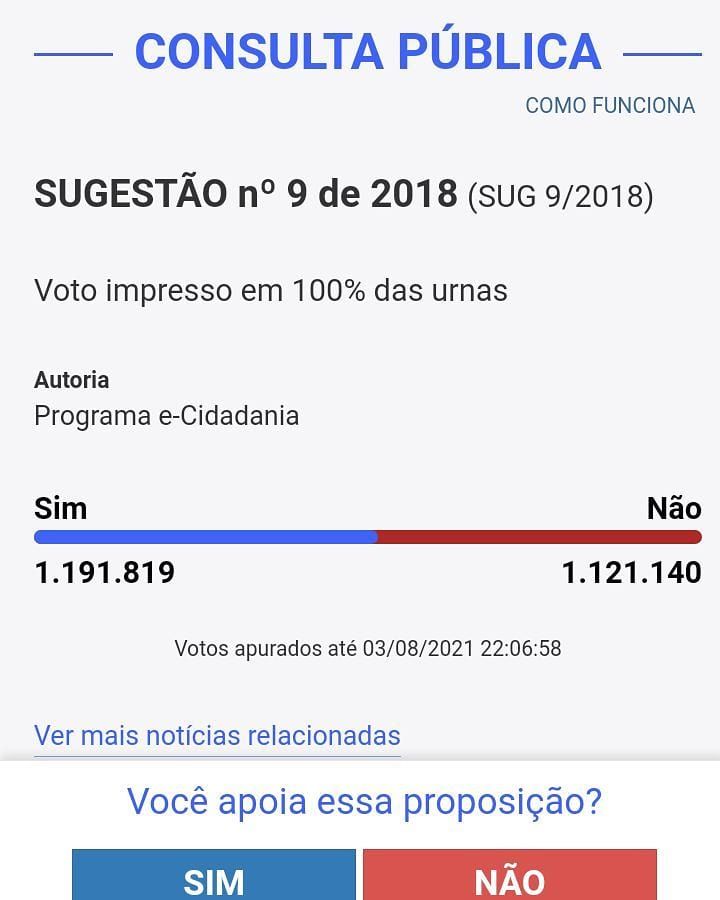 CONSULTA PÚBLICA
COMO FUNCIONA
SUGESTÃO nº 9 de 2018 (SUG 9/2018)
Voto impresso em 100% das urnas
Autoria
Programa e-Cidadania
Sim Não
1.191.819 1.121.140
Votos apurados até 03/08/2021 22:06:58
Ver mais notícias relacionadas
Você apoia essa proposição?
SIM NÃO